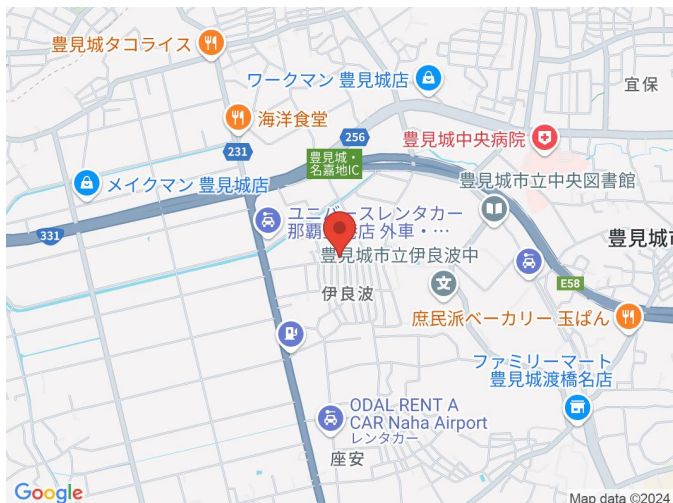 豊見城タコライス
ワークマン 豊見城店
宜保
海洋食堂
256
豊見城中央病院
231
豊見城・
名嘉地IC
メイクマン 豊見城店
豊見城市立中央図書館
331
ユニバースレンタカー
那覇空港店 外車・…
豊見城市
豊見城市立伊良波中
伊良波
E58
庶民派ベーカリー 玉ぱん
ファミリーマート
豊見城渡橋名店
ODAL RENT A
CAR Naha Airport
レンタカー
座安
Google
Map data ©2024